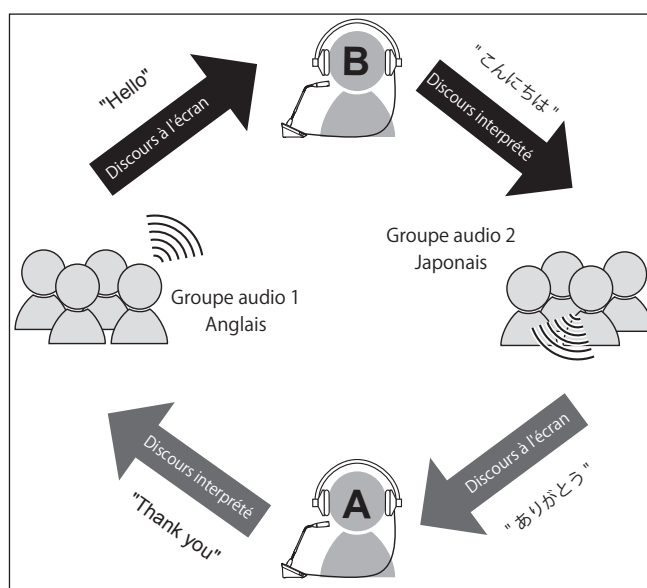 "Hello"
Discours à l'écran
B
" こんにちは "
Discours interprété
Groupe audio 1
Anglais
Groupe audio 2
Japonais
Discours interprété
"Thank you"
A
Discours à l'écran
" ありがとう "